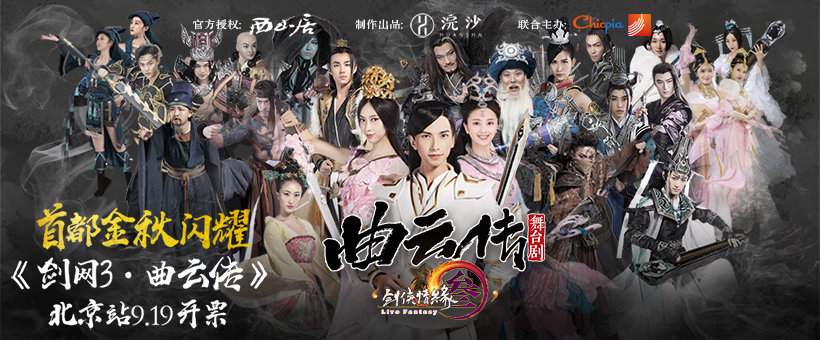 官方授权: 西山居 制作出品: 浣沙 HUANSHA 联合主办: Chicpia
首都金秋闪耀
《剑网3·曲云传》
北京站9.19开票
曲云传 舞台剧
剑侠情缘 叁
Live Fantasy